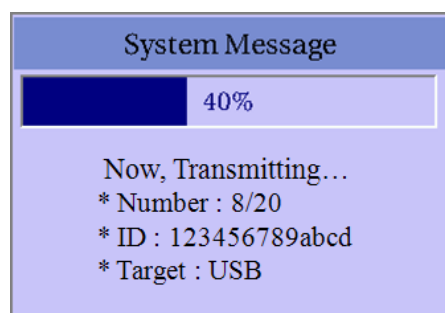 System Message
40%
Now, Transmitting...
* Number : 8/20
* ID : 123456789abcd
* Target : USB